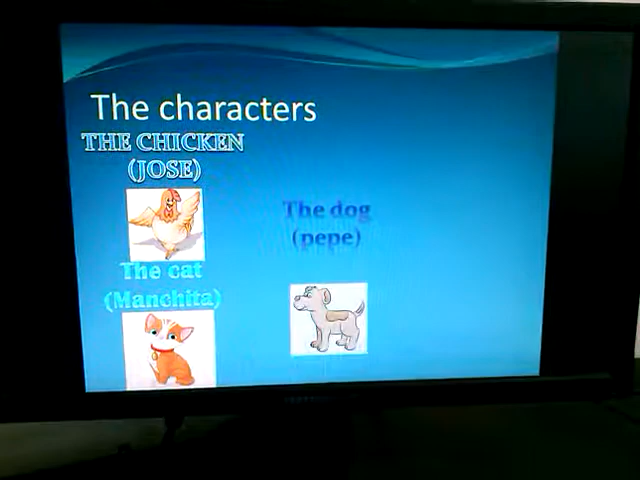 The characters
THE CHICKEN
(JOSE)
The dog
(pepe)
The cat
(Manchita)